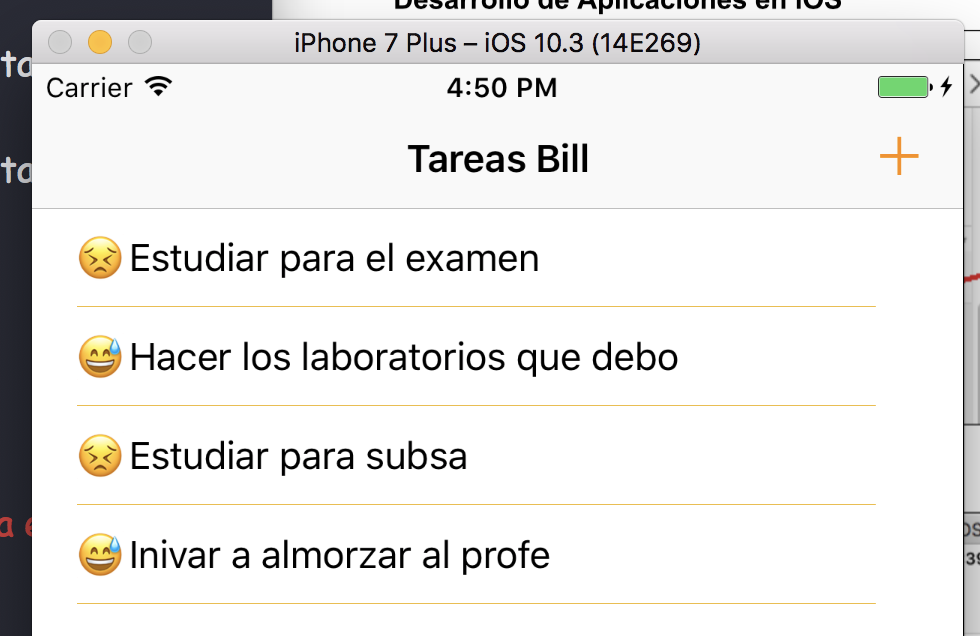 Desarrollo de Aplicaciones en iOS
iPhone 7 Plus – iOS 10.3 (14E269)
Carrier 4:50 PM
Tareas Bill +
😣Estudiar para el examen
😅Hacer los laboratorios que debo
😣Estudiar para subsa
😅Inivar a almorzar al profe